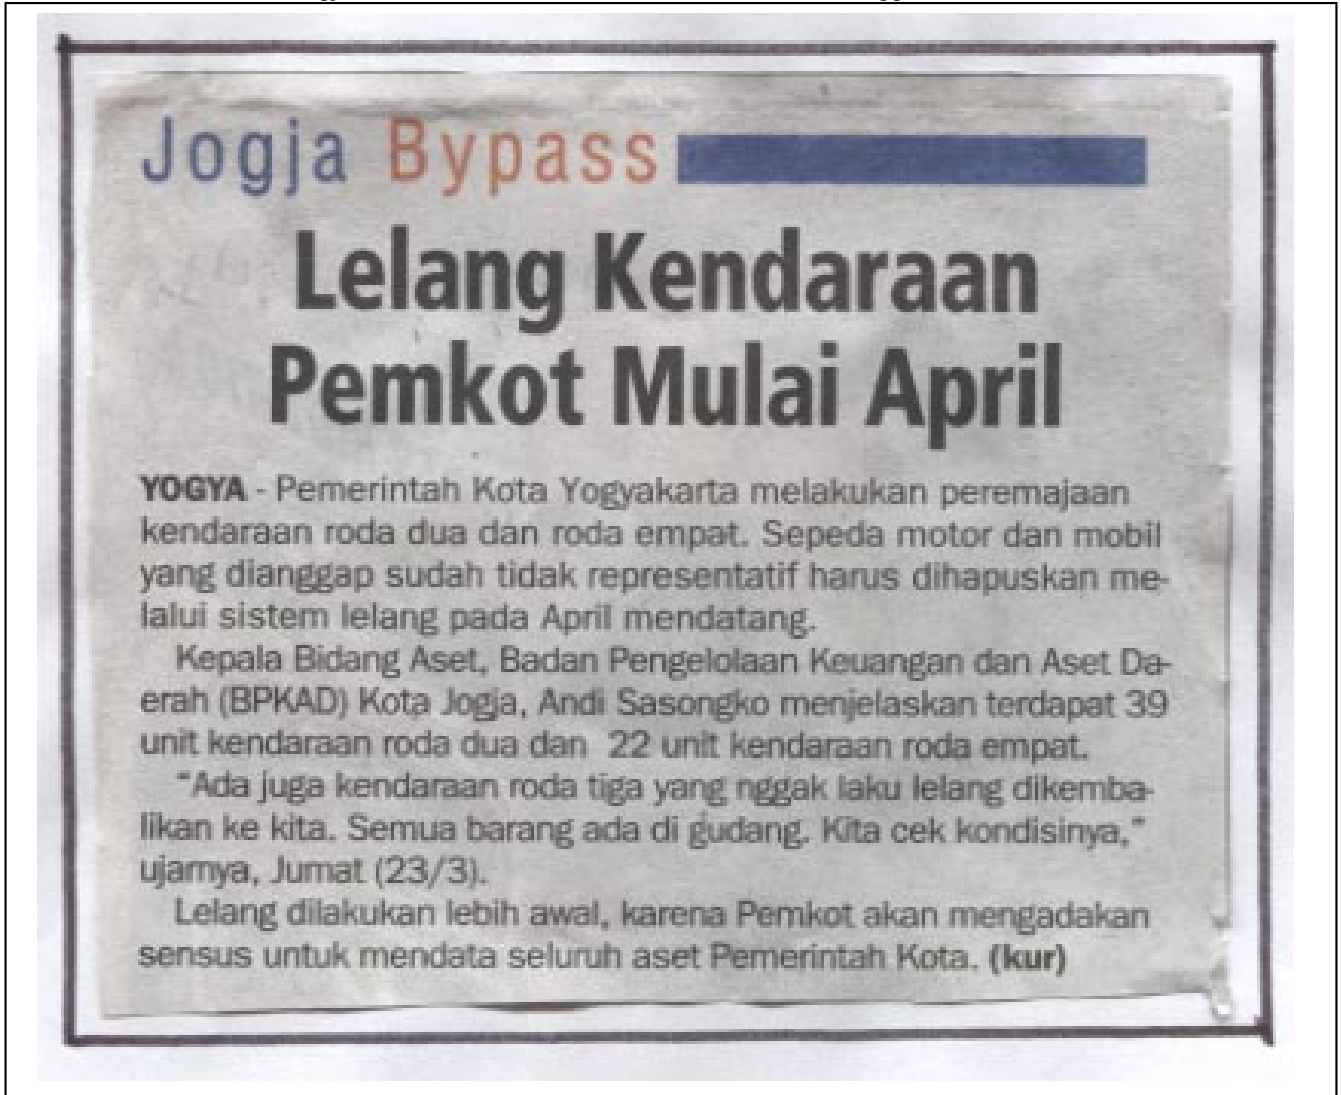 Jogja Bypass
Lelang Kendaraan
Pemkot Mulai April
YOGYA - Pemerintah Kota Yogyakarta melakukan peremajaan
kendaraan roda dua dan roda empat. Sepeda motor dan mobil
yang dianggap sudah tidak representatif harus dihapuskan me-
lalui sistem lelang pada April mendatang.
Kepala Bidang Aset, Badan Pengelolaan Keuangan dan Aset Da-
erah (BPKAD) Kota Jogja, Andi Sasongko menjelaskan terdapat 39
unit kendaraan roda dua dan 22 unit kendaraan roda empat.
"Ada juga kendaraan roda tiga yang nggak laku lelang dikemba-
likan ke kita. Semua barang ada di gudang. Kita cek kondisinya,"
ujarnya, Jumat (23/3).
Lelang dilakukan lebih awal, karena Pemkot akan mengadakan
sensus untuk mendata seluruh aset Pemerintah Kota. (kur)